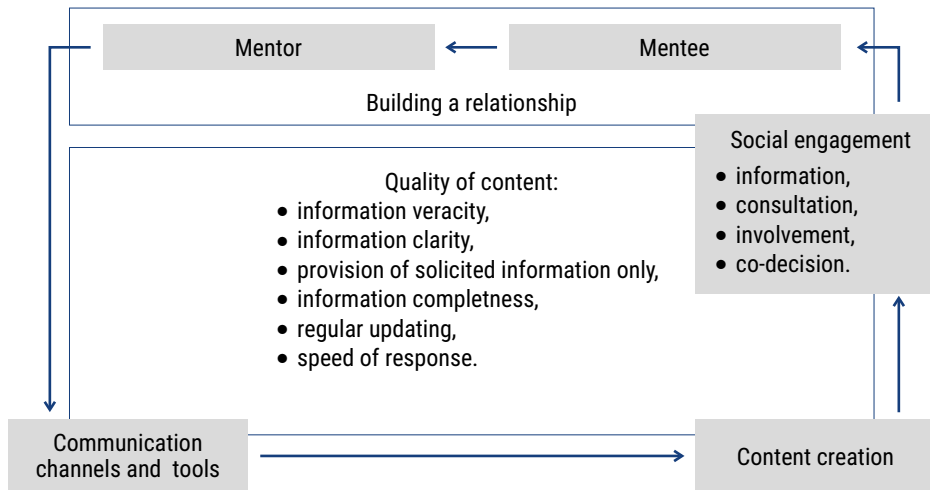 Mentor
Mentee
Building a relationship
Social engagement
• information,
• consultation,
• involvement,
• co-decision.
Quality of content:
• information veracity,
• information clarity,
• provision of solicited information only,
• information completness,
• regular updating,
• speed of response.
Communication
channels and tools
Content creation